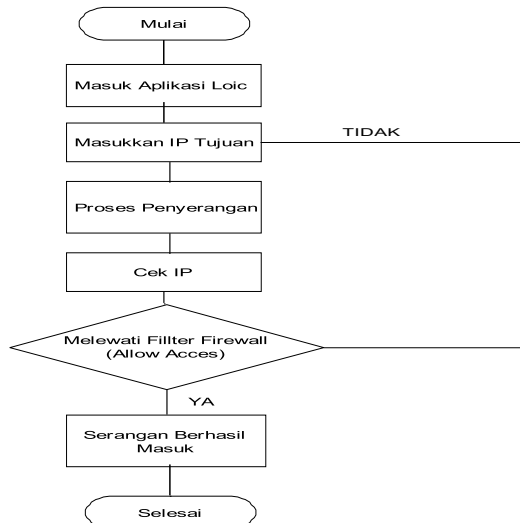 Mulai
Masuk Aplikasi Loic
Masukkan IP Tujuan
TIDAK
Proses Penyerangan
Cek IP
Melewati Fillter Firewall
(Allow Acces)
YA
Serangan Berhasil
Masuk
Selesai